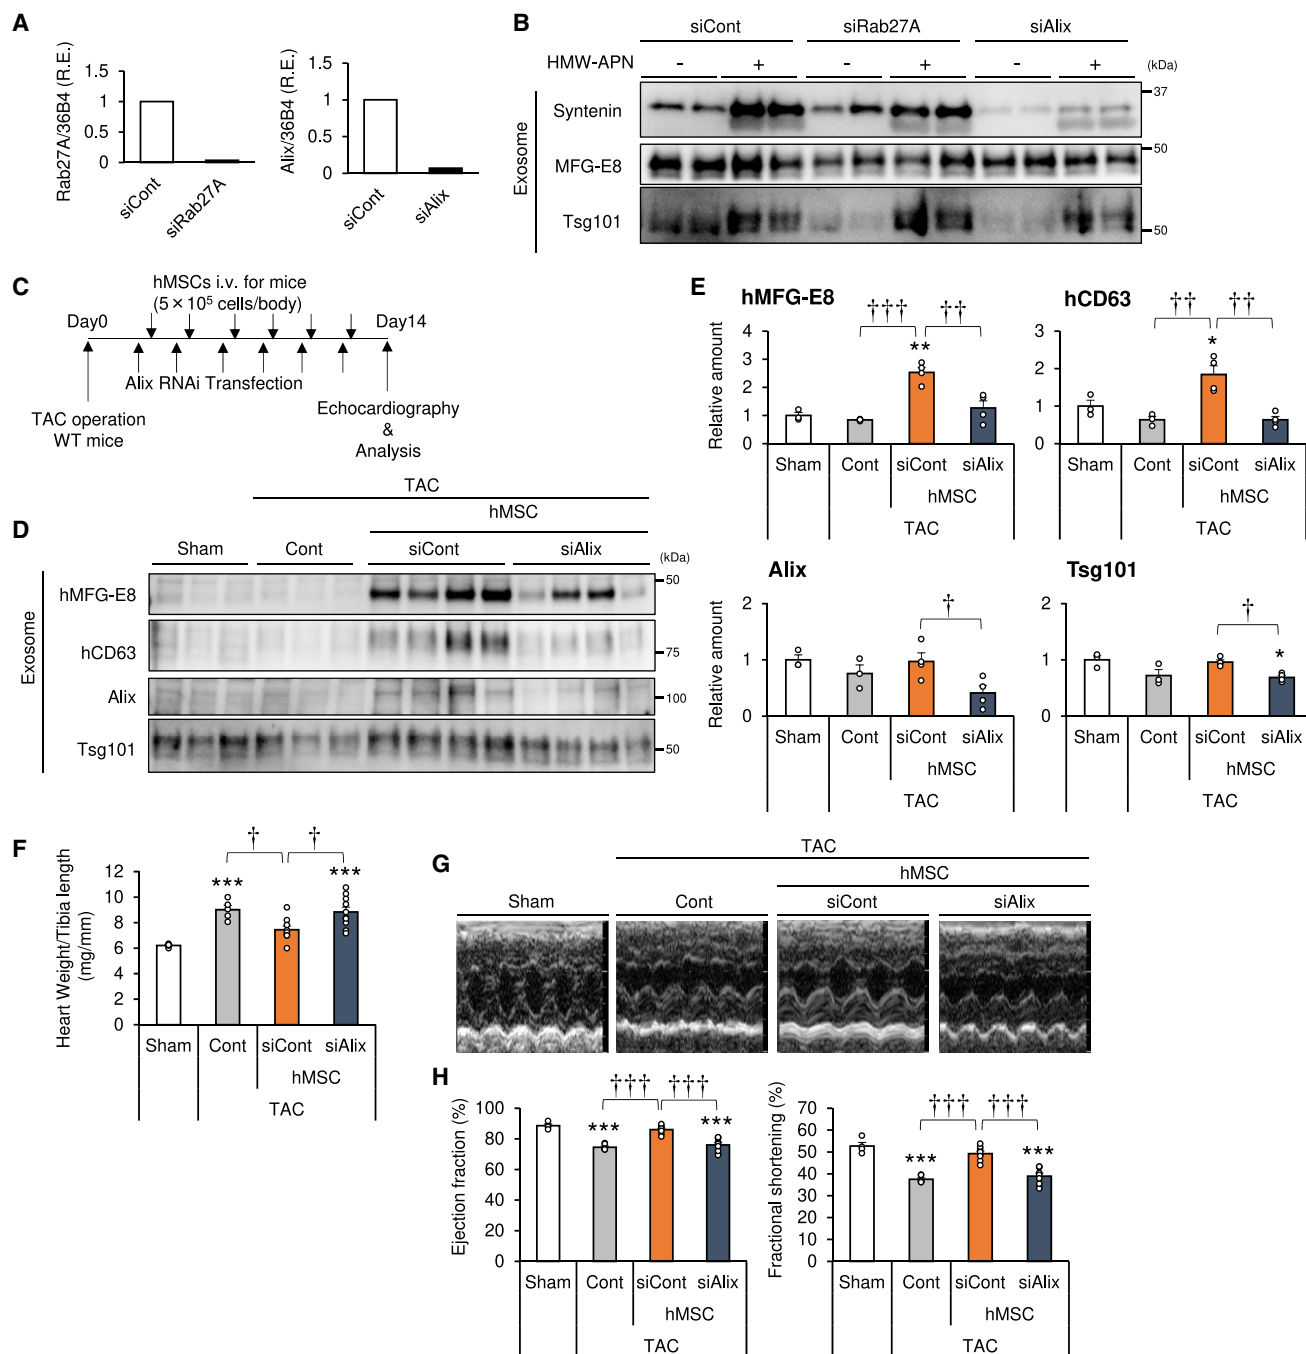 A
Rab27A/36B4 (R.E.)
1.5
1
0.5
0
siCont
siRab27A
Alix/36B4 (R.E.)
1.5
1
0.5
0
siCont
siAlix
B
siCont siRab27A siAlix
HMW-APN - + - + - + (kDa)
Exosome
Syntenin 37
MFG-E8 50
Tsg101 50
C
hMSCs i.v. for mice
(5 × 10⁵ cells/body)
Day0 Day14
Alix RNAi Transfection
TAC operation
WT mice
Echocardiography
&
Analysis
D
TAC
hMSC
Sham Cont siCont siAlix (kDa)
Exosome
hMFG-E8 50
hCD63 75
Alix 100
Tsg101 50
E
hMFG-E8
Relative amount
4
3
2
1
0
††† ††
**
Sham Cont siCont siAlix
hMSC
TAC
hCD63
3
2
1
0
†† ††
*
Sham Cont siCont siAlix
hMSC
TAC
Alix
Relative amount
2
1
0
†
Sham Cont siCont siAlix
hMSC
TAC
Tsg101
2
1
0
†
*
Sham Cont siCont siAlix
hMSC
TAC
F
Heart Weight/Tibia length
(mg/mm)
12
10
8
6
4
2
0
† †
*** ***
Sham Cont siCont siAlix
hMSC
TAC
G
TAC
hMSC
Sham Cont siCont siAlix
H
Ejection fraction (%)
100
80
60
40
20
0
††† †††
*** ***
Sham Cont siCont siAlix
hMSC
TAC
Fractional shortening (%)
70
60
50
40
30
20
10
0
††† †††
*** ***
Sham Cont siCont siAlix
hMSC
TAC